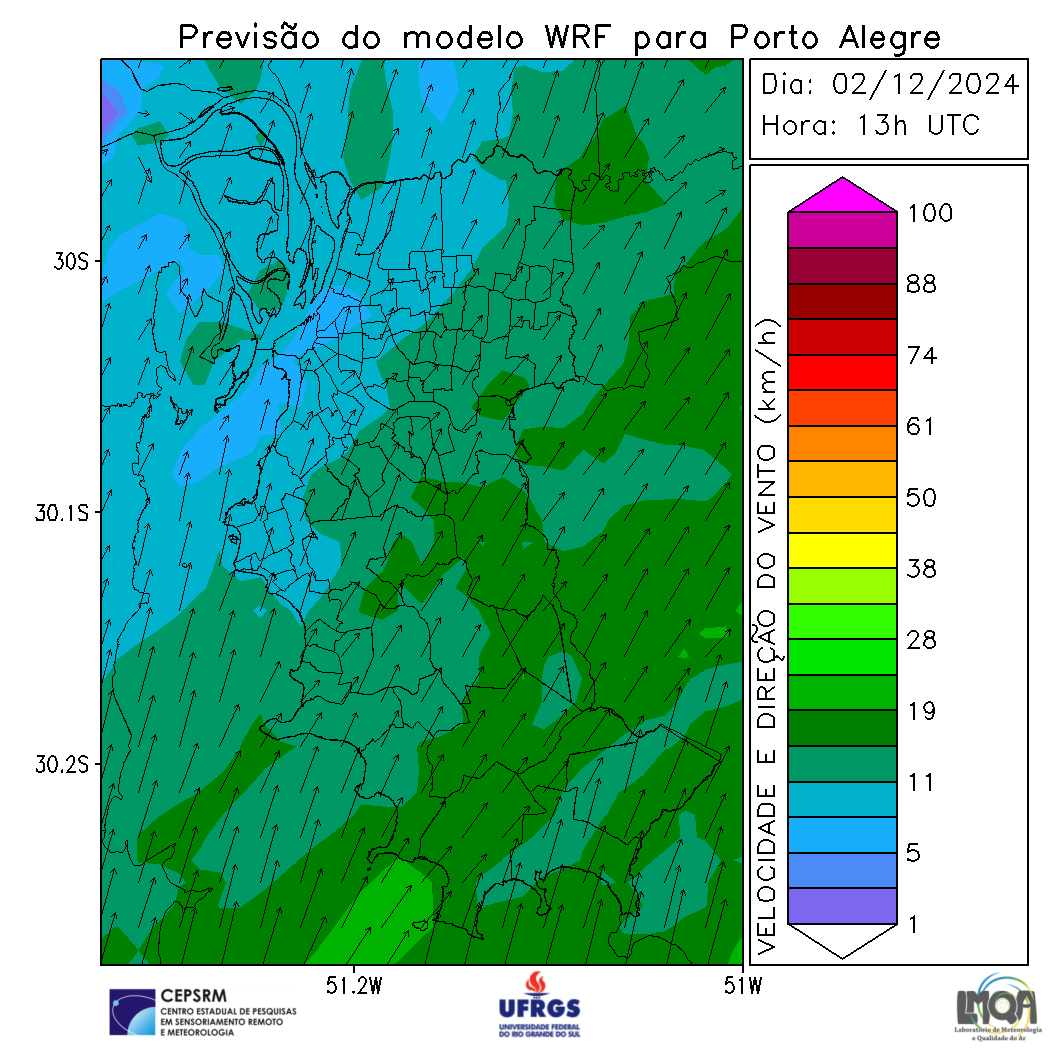 Previsão do modelo WRF para Porto Alegre
Dia: 02/12/2024
Hora: 13h UTC
30S
30.1S
30.2S
51.2W
51W
VELOCIDADE E DIREÇÃO DO VENTO (km/h)
100
88
74
61
50
38
28
19
11
5
1
CEPSRM
CENTRO ESTADUAL DE PESQUISAS
EM SENSORIAMENTO REMOTO
E METEOROLOGIA
UFRGS
UNIVERSIDADE FEDERAL
DO RIO GRANDE DO SUL
LMQA
Laboratório de Meteorologia
e Qualidade do Ar